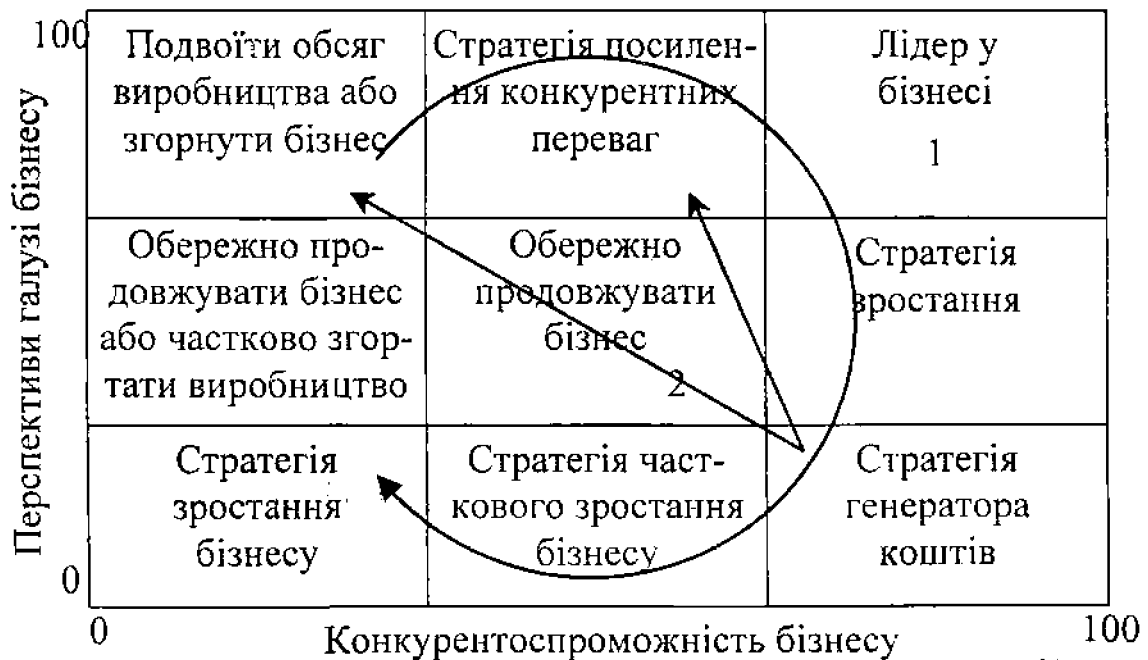 100
Подвоїти обсяг
виробництва або
згорнути бізнес
Стратегія посилен-
ня конкурентних
переваг
Лідер у
бізнесі
1
Обережно про-
довжувати бізнес
або частково згор-
тати виробництво
Обережно
продовжувати
бізнес
2
Стратегія
зростання
Стратегія
зростання
бізнесу
Стратегія част-
кового зростання
бізнесу
Стратегія
генератора
коштів
Перспективи галузі бізнесу
0
0
Конкурентоспроможність бізнесу
100